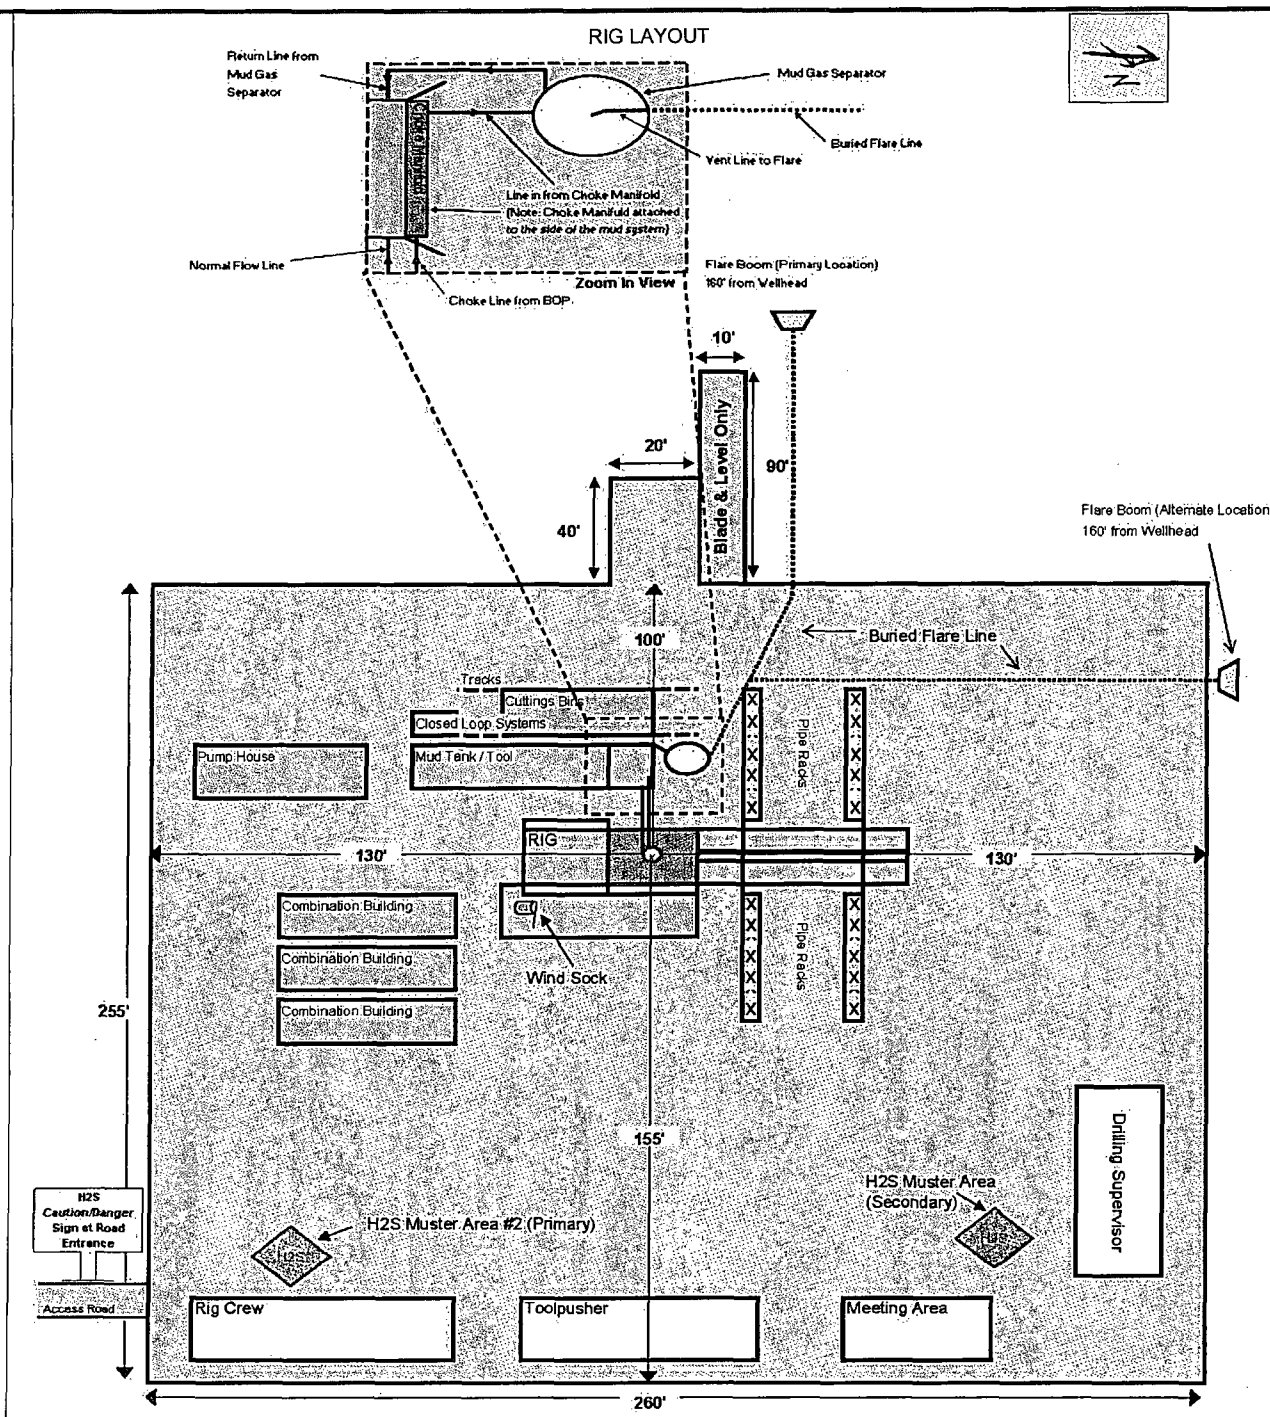 RIG LAYOUT
N
Return Line from
Mud Gas
Separator
Mud Gas Separator
Choke Manifold
Buried Flare Line
Vent Line to Flare
Line in from Choke Manifold
(Note: Choke Manifuld attached
to the side of the mud system)
Normal Flow Line
Choke Line from BOP
Zoom In View
Flare Boom (Primary Location)
160' from Wellhead
10'
Blade & Level Only
90'
20'
40'
Flare Boom (Alternate Location
160' from Wellhead
100'
Buried Flare Line
Tracks
Cuttings Bins
Closed Loop Systems
Pump House
Mud Tank / Tool
Pipe Racks
X X X X X X
X X X X X X
RIG
130'
130'
Combination Building
Combination Building
Combination Building
Wind Sock
Pipe Racks
X X X X X X
X X X X X X
255'
155'
Drilling Supervisor
H2S
Caution/Danger
Sign at Road
Entrance
H2S Muster Area #2 (Primary)
H2S
H2S Muster Area
(Secondary)
H2S
Access Road
Rig Crew
Toolpusher
Meeting Area
260'